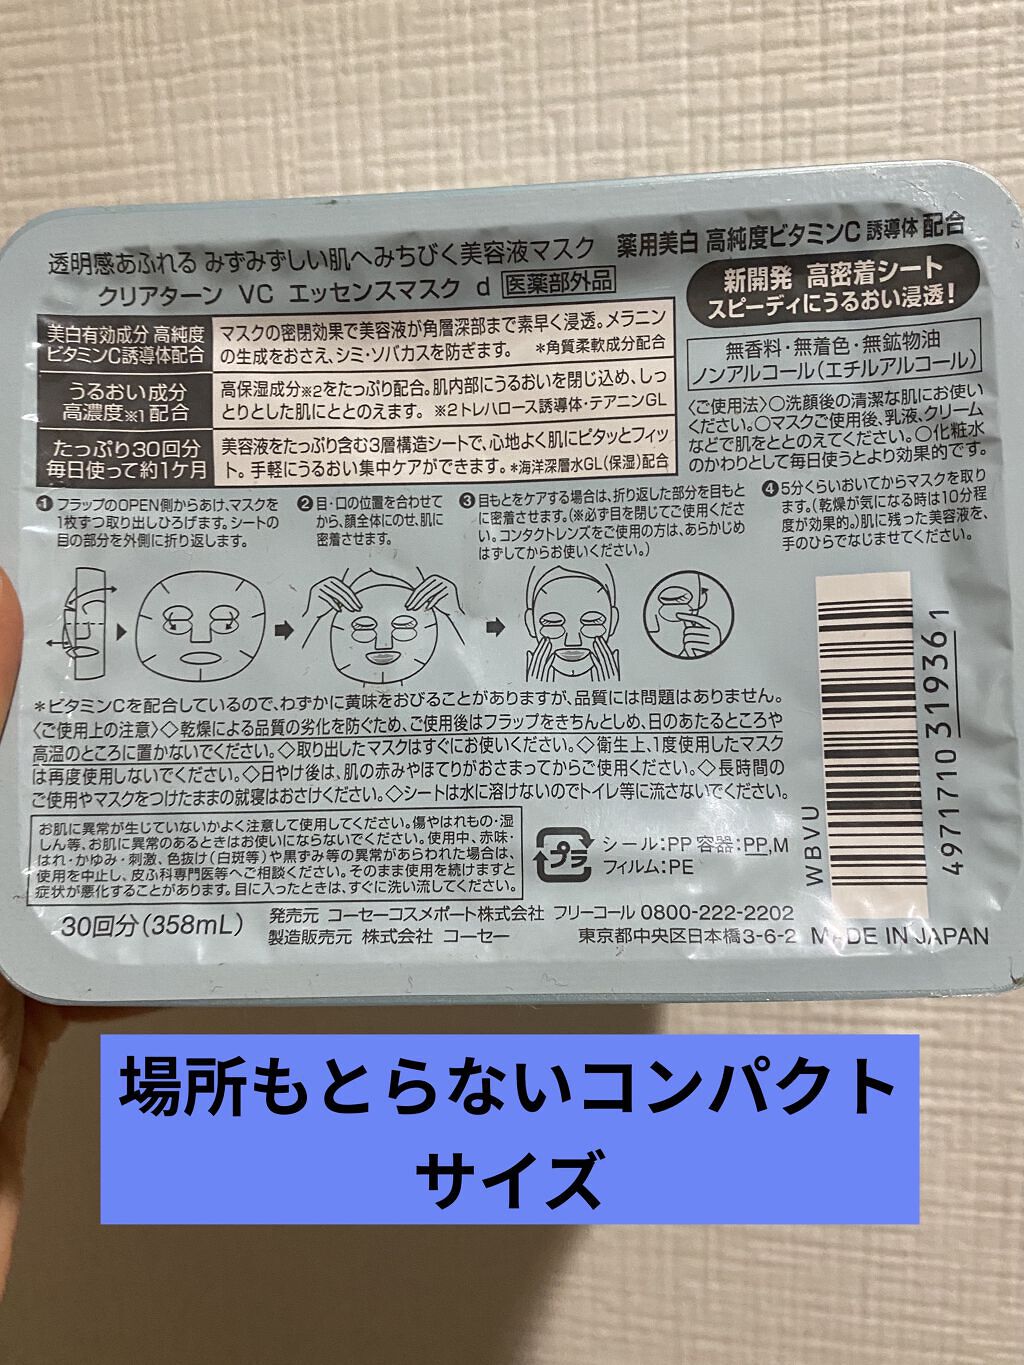 透明感あふれる みずみずしい肌へみちびく美容液マスク 薬用美白 高純度ビタミンC 誘導体 配合
クリアターン VC エッセンスマスク d 医薬部外品
新開発 高密着シート
スピーディにうるおい浸透!
美白有効成分 高純度
ビタミンC誘導体配合
マスクの密閉効果で美容液が角層深部まで素早く浸透。メラニン
の生成をおさえ、シミ・ソバカスを防ぎます。 *角質柔軟成分配合
うるおい成分
高濃度※1配合
高保湿成分※2をたっぷり配合。肌内部にうるおいを閉じ込め、しっ
とりとした肌にととのえます。 ※2トレハロース誘導体・テアニンGL
たっぷり30回分
毎日使って約1ケ月
美容液をたっぷり含む3層構造シートで、心地よく肌にピタッとフィッ
ト。手軽にうるおい集中ケアができます。*海洋深層水GL(保湿)配合
無香料・無着色・無鉱物油
ノンアルコール(エチルアルコール)
〈ご使用法〉○洗顔後の清潔な肌にお使い
ください。○マスクご使用後、乳液、クリーム
などで肌をととのえてください。○化粧水
のかわりとして毎日使うとより効果的です。
❶フラップのOPEN側からあけ、マスクを
1枚ずつ取り出しひろげます。シートの
目の部分を外側に折り返します。
❷目・口の位置を合わせて
から、顔全体にのせ、肌に
密着させます。
❸目もとをケアする場合は、折り返した部分を目もと
に密着させます。(※必ず目を閉じてご使用くださ
い。コンタクトレンズをご使用の方は、あらかじめ
はずしてからお使いください。)
❹5分くらいおいてからマスクを取り
ます。(乾燥が気になる時は10分程
度が効果的。)肌に残った美容液を、
手のひらでなじませてください。
*ビタミンCを配合しているので、わずかに黄味をおびることがありますが、品質には問題はありません。
〈ご使用上の注意〉◇乾燥による品質の劣化を防ぐため、ご使用後はフラップをきちんとしめ、日のあたるところや
高温のところに置かないでください。◇取り出したマスクはすぐにお使いください。◇衛生上、1度使用したマスク
は再度使用しないでください。◇日やけ後は、肌の赤みやほてりがおさまってからご使用ください。◇長時間の
ご使用やマスクをつけたままの就寝はおさけください。◇シートは水に溶けないのでトイレ等に流さないでください。
お肌に異常が生じていないかよく注意して使用してください。傷やはれもの・湿
しん等、お肌に異常のあるときはお使いにならないでください。使用中、赤味・
はれ・かゆみ・刺激、色抜け(白斑等)や黒ずみ等の異常があらわれた場合は、
使用を中止し、皮ふ科専門医等へご相談ください。そのまま使用を続けますと
症状が悪化することがあります。目に入ったときは、すぐに洗い流してください。
プラ
シール:PP 容器:PP,M
フィルム:PE
WBVU
4971710 319361
30回分(358mL)
発売元 コーセーコスメポート株式会社 フリーコール 0800-222-2202
製造販売元 株式会社 コーセー 東京都中央区日本橋3-6-2 MADE IN JAPAN
場所もとらないコンパクト
サイズ